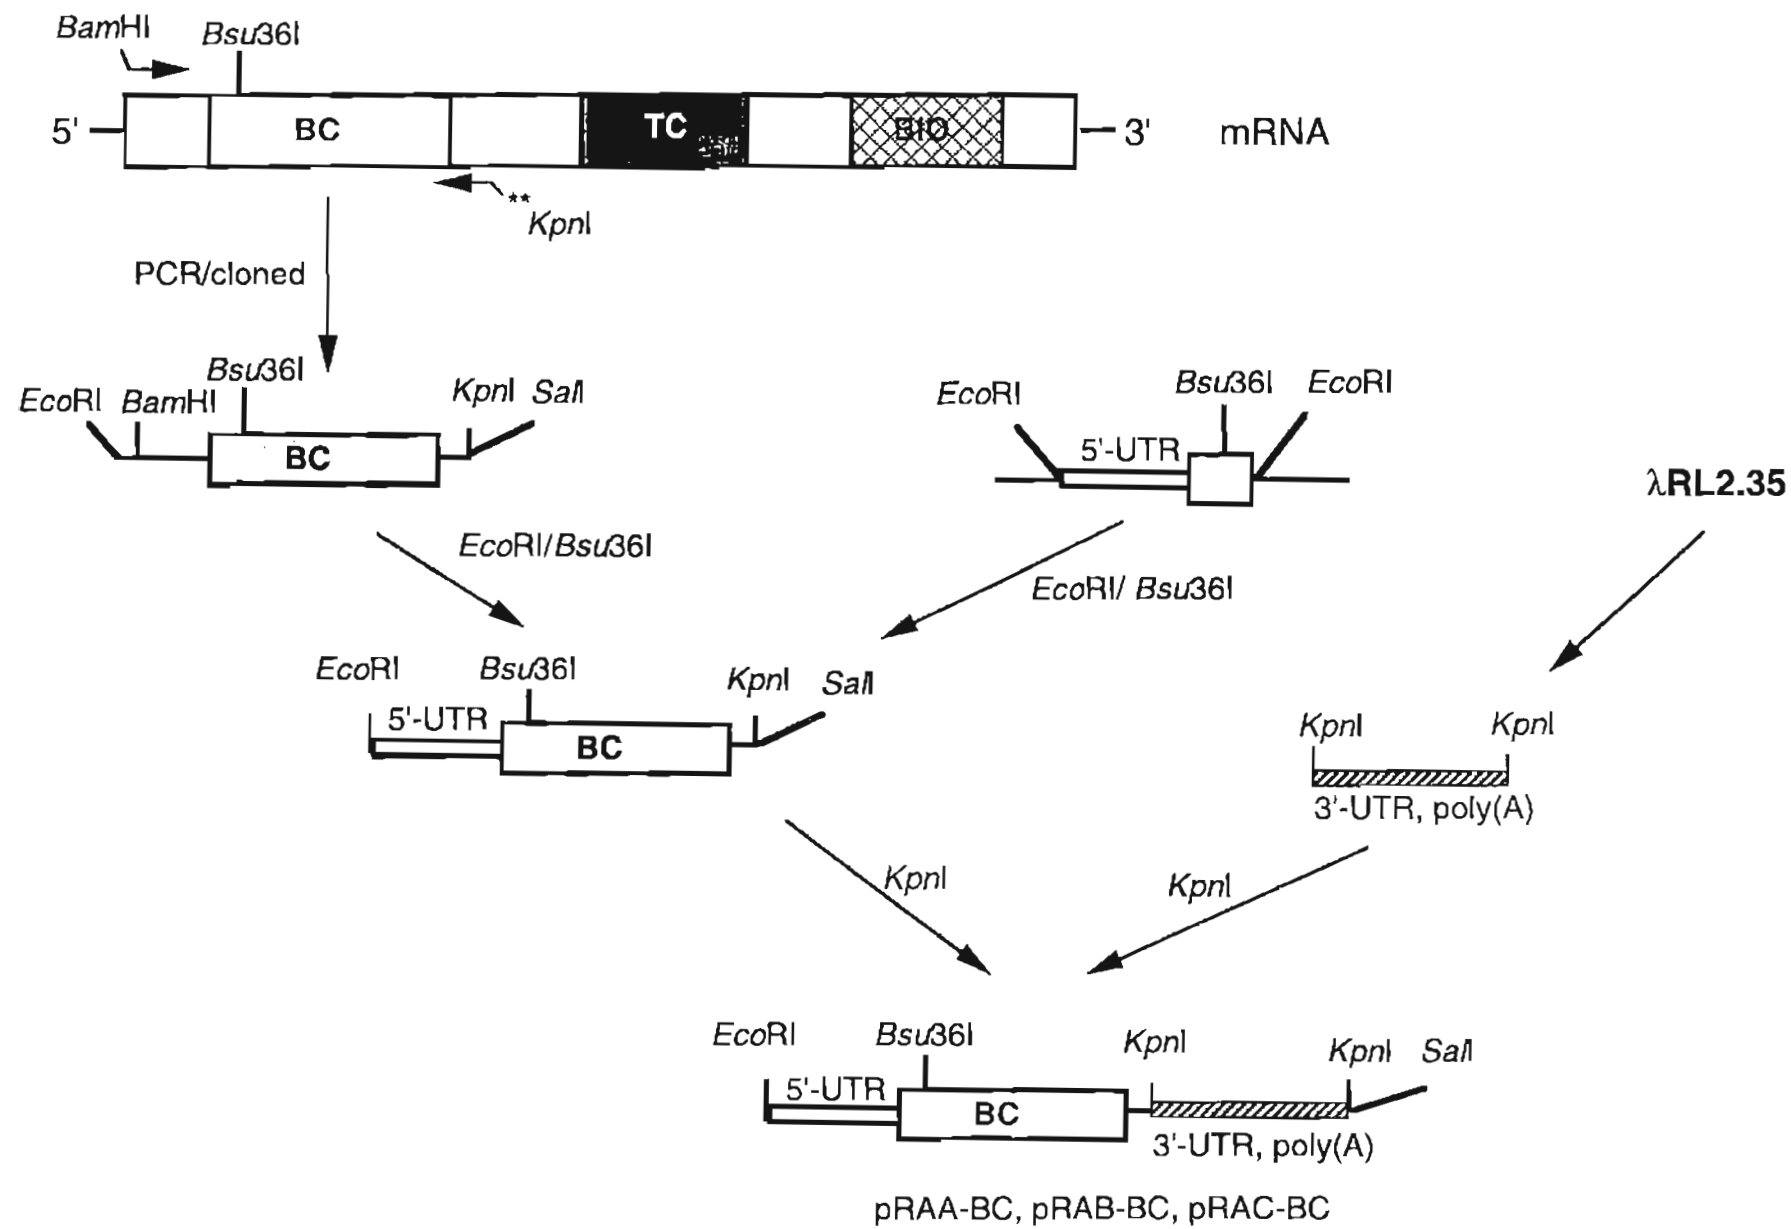 BamHI Bsu36I
5' BC TC BIO 3' mRNA
** KpnI
PCR/cloned
EcoRI BamHI Bsu36I KpnI SalI
BC
EcoRI Bsu36I EcoRI
5'-UTR
λRL2.35
EcoRI/Bsu36I
EcoRI/ Bsu36I
EcoRI Bsu36I KpnI SalI
5'-UTR BC
KpnI KpnI
3'-UTR, poly(A)
KpnI
KpnI
EcoRI Bsu36I KpnI KpnI SalI
5'-UTR BC
3'-UTR, poly(A)
pRAA-BC, pRAB-BC, pRAC-BC